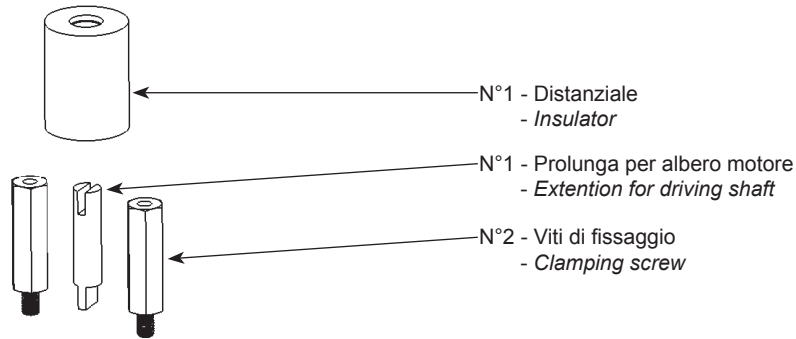 N°1 - Distanziale
- Insulator
N°1 - Prolunga per albero motore
- Extention for driving shaft
N°2 - Viti di fissaggio
- Clamping screw